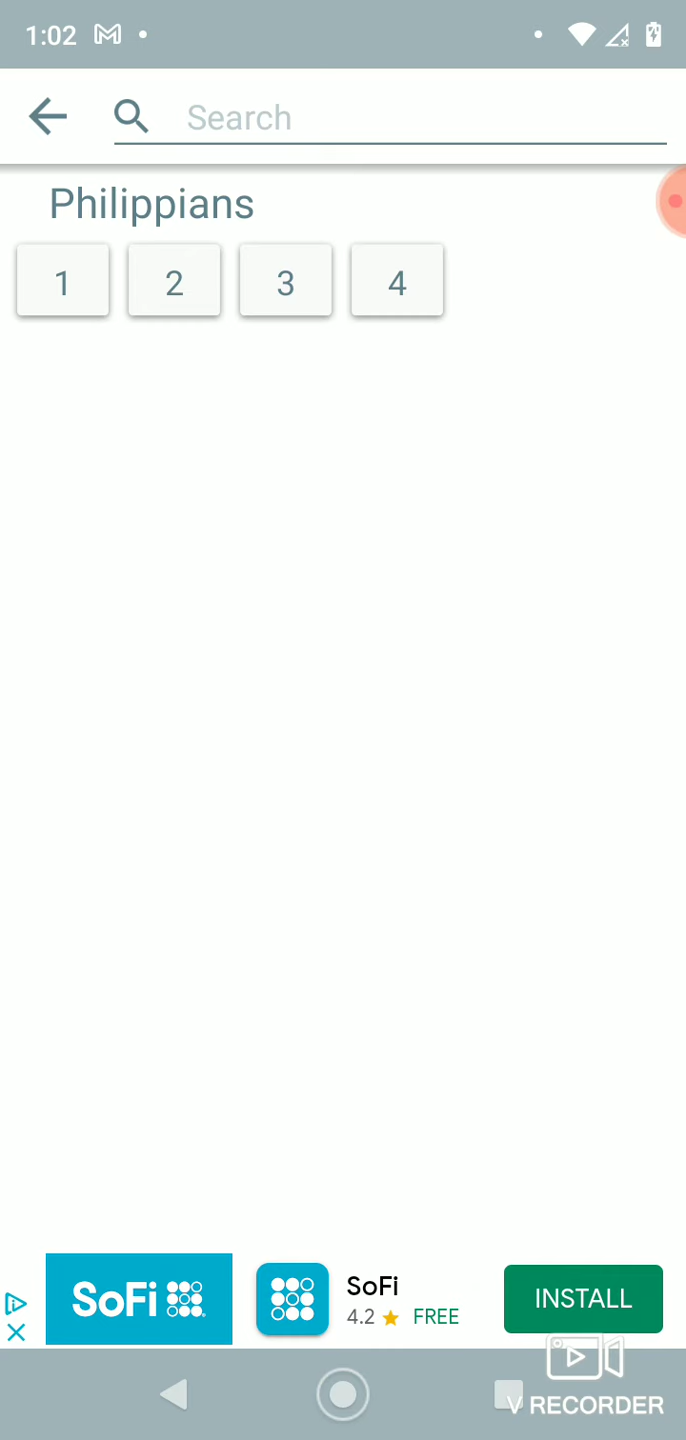 1:02
Search
Philippians
1 2 3 4
SoFi
SoFi
4.2 FREE
INSTALL
V RECORDER